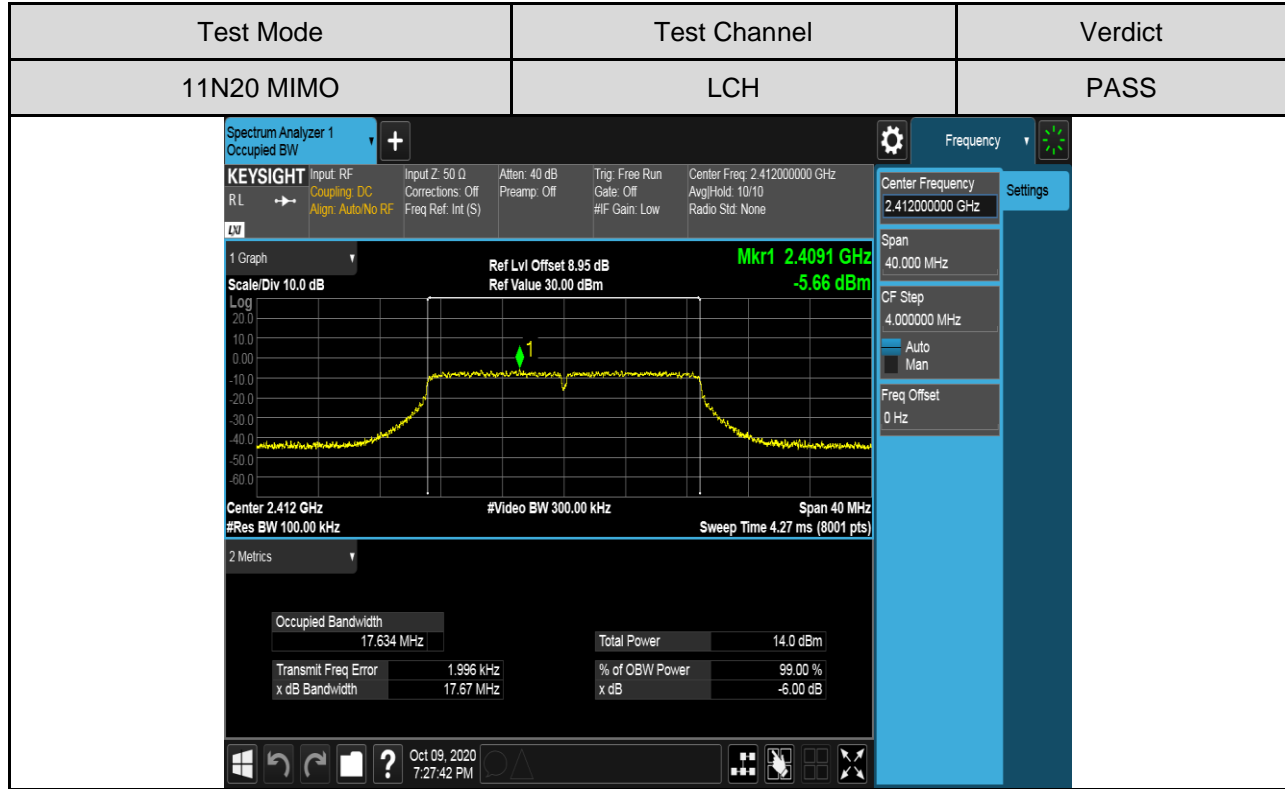 Test Mode Test Channel Verdict
11N20 MIMO LCH PASS
Spectrum Analyzer 1
Occupied BW
+
Frequency
KEYSIGHT
RL
LXI
Input: RF
Coupling: DC
Align: Auto/No RF
Input Z: 50 Ω
Corrections: Off
Freq Ref: Int (S)
Atten: 40 dB
Preamp: Off
Trig: Free Run
Gate: Off
#IF Gain: Low
Center Freq: 2.412000000 GHz
Avg|Hold: 10/10
Radio Std: None
Center Frequency
2.412000000 GHz
Settings
Span
40.000 MHz
CF Step
4.000000 MHz
Auto
Man
Freq Offset
0 Hz
1 Graph
Scale/Div 10.0 dB
Ref Lvl Offset 8.95 dB
Ref Value 30.00 dBm
Mkr1 2.4091 GHz
-5.66 dBm
Log
20.0
10.0
0.00
-10.0
-20.0
-30.0
-40.0
-50.0
-60.0
1
Center 2.412 GHz #Video BW 300.00 kHz Span 40 MHz
#Res BW 100.00 kHz Sweep Time 4.27 ms (8001 pts)
2 Metrics
Occupied Bandwidth
17.634 MHz
Total Power 14.0 dBm
Transmit Freq Error 1.996 kHz
% of OBW Power 99.00 %
x dB Bandwidth 17.67 MHz
x dB -6.00 dB
?
Oct 09, 2020
7:27:42 PM